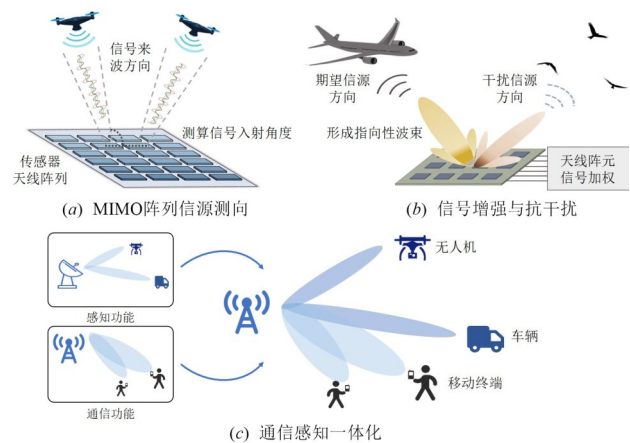 信号来
波方向
测算信号入射角度
传感器
天线阵列
(a) MIMO阵列信源测向
期望信源
方向
干扰信源
方向
形成指向性波束
天线阵元
信号加权
(b) 信号增强与抗干扰
感知功能
通信功能
无人机
车辆
移动终端
(c) 通信感知一体化